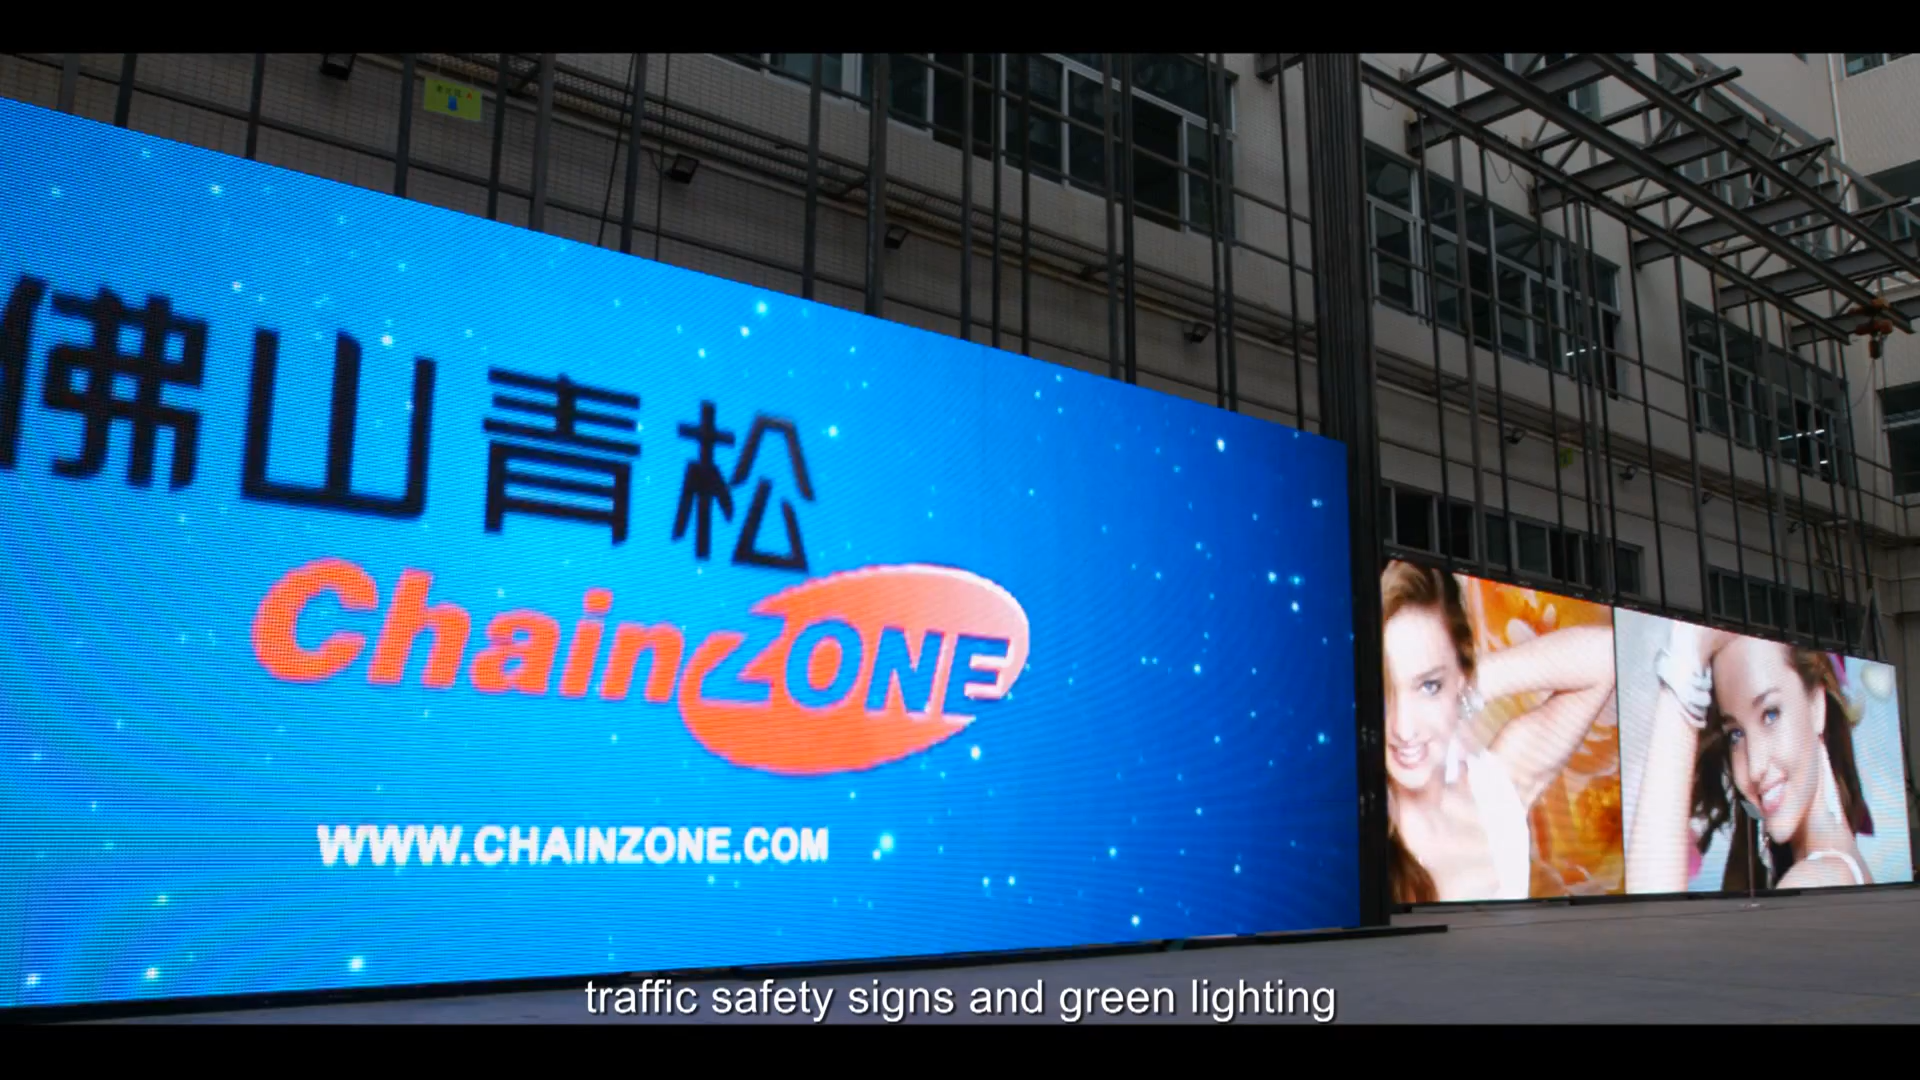 佛山青松
ChainZONE
WWW.CHAINZONE.COM
traffic safety signs and green lighting